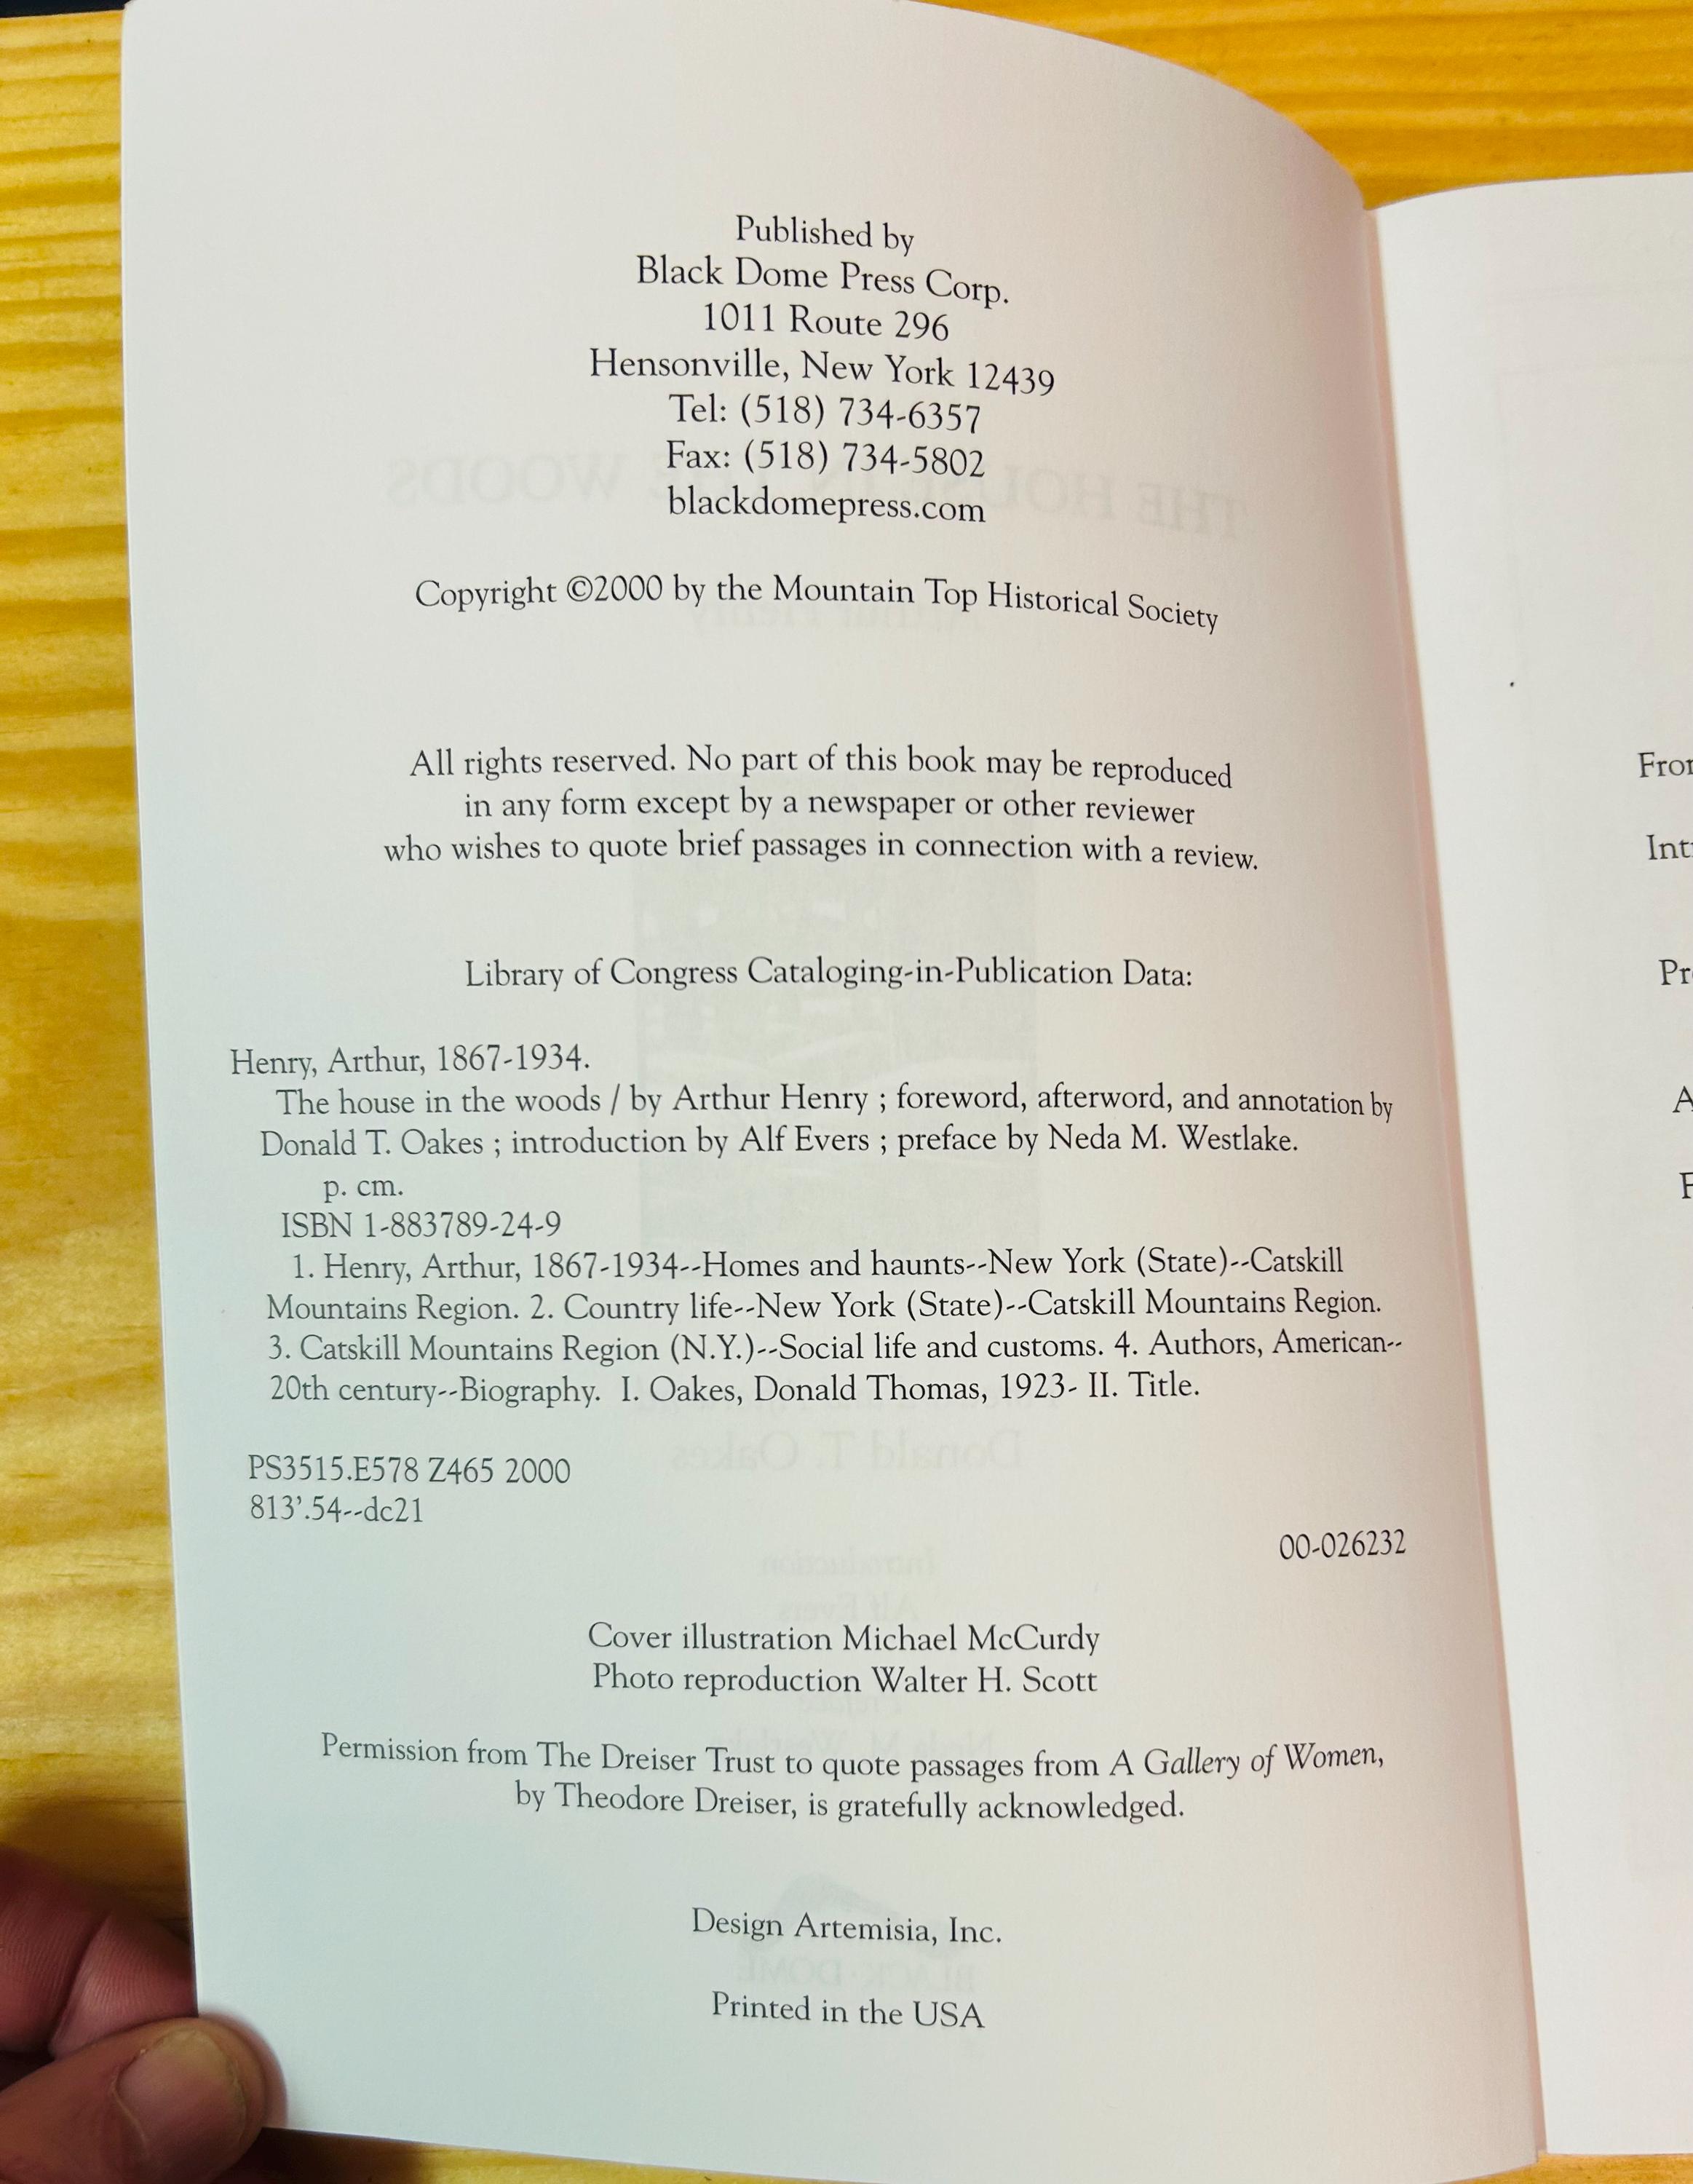 Published by
Black Dome Press Corp.
1011 Route 296
Hensonville, New York 12439
Tel: (518) 734-6357
Fax: (518) 734-5802
blackdomepress.com
Copyright ©2000 by the Mountain Top Historical Society
All rights reserved. No part of this book may be reproduced
in any form except by a newspaper or other reviewer
who wishes to quote brief passages in connection with a review.
Library of Congress Cataloging-in-Publication Data:
Henry, Arthur, 1867-1934.
The house in the woods / by Arthur Henry ; foreword, afterword, and annotation by
Donald T. Oakes ; introduction by Alf Evers ; preface by Neda M. Westlake.
p. cm.
ISBN 1-883789-24-9
1. Henry, Arthur, 1867-1934--Homes and haunts--New York (State)--Catskill
Mountains Region. 2. Country life--New York (State)--Catskill Mountains Region.
3. Catskill Mountains Region (N.Y.)--Social life and customs. 4. Authors, American--
20th century--Biography. I. Oakes, Donald Thomas, 1923- II. Title.
PS3515.E578 Z465 2000
813'.54--dc21
00-026232
Cover illustration Michael McCurdy
Photo reproduction Walter H. Scott
Permission from The Dreiser Trust to quote passages from A Gallery of Women,
by Theodore Dreiser, is gratefully acknowledged.
Design Artemisia, Inc.
Printed in the USA